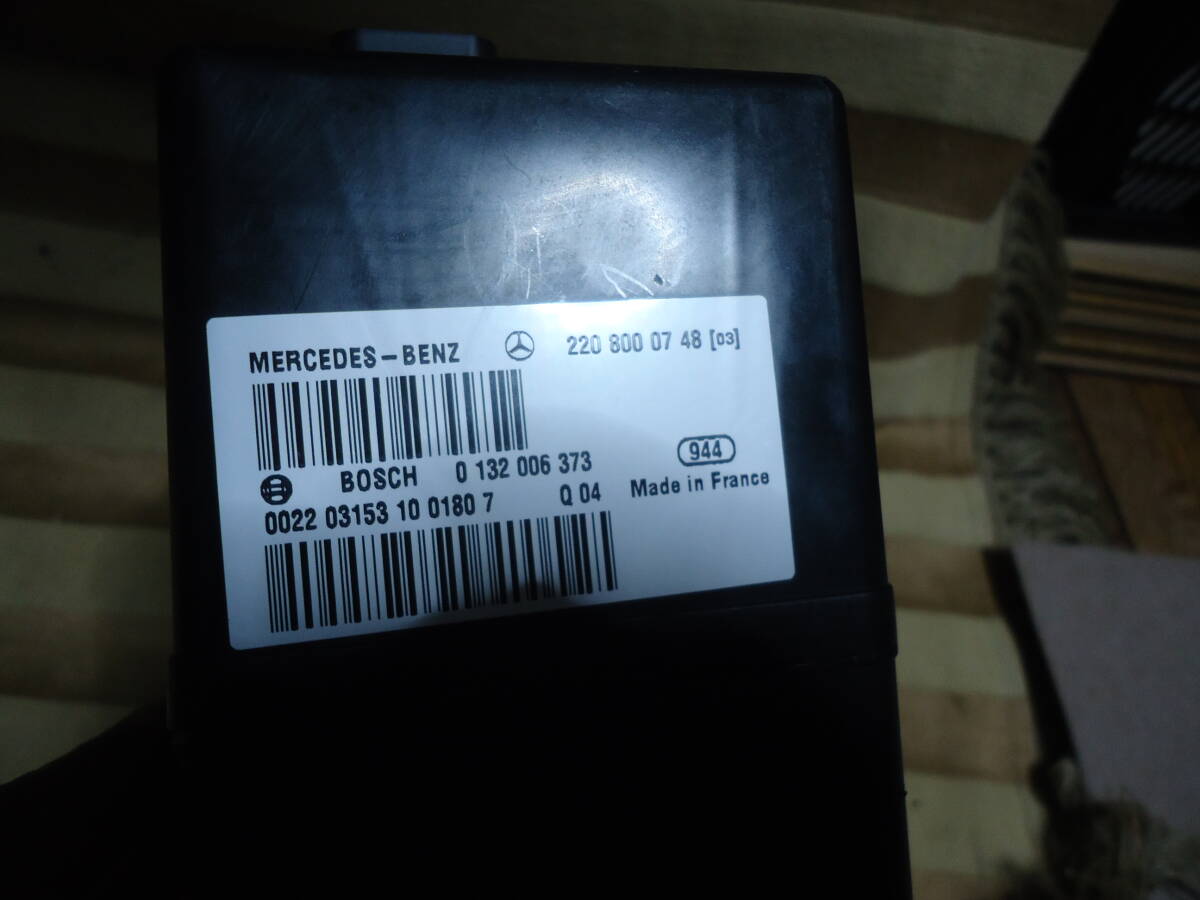 MERCEDES-BENZ 220 800 07 48 [03]
BOSCH 0 132 006 373
944
0022 03153 10 0180 7 Q 04 Made in France